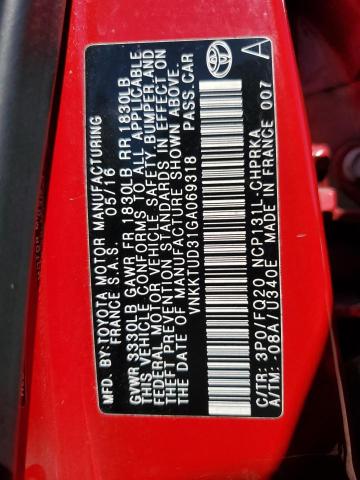 MFD. BY: TOYOTA MOTOR MANUFACTURING
FRANCE S.A.S. 05/16
GVWR 3330LB GAWR FR 1830LB RR 1830LB
THIS VEHICLE CONFORMS TO ALL APPLICABLE
FEDERAL MOTOR VEHICLE SAFETY, BUMPER, AND
THEFT PREVENTION STANDARDS IN EFFECT ON
THE DATE OF MANUFACTURE SHOWN ABOVE.
VNKKTUD31GA069318 PASS.CAR
A
C/TR: 3P0/FQ20 NCP131L-CHPRKA
A/TM: -08A/U340E MADE IN FRANCE 007